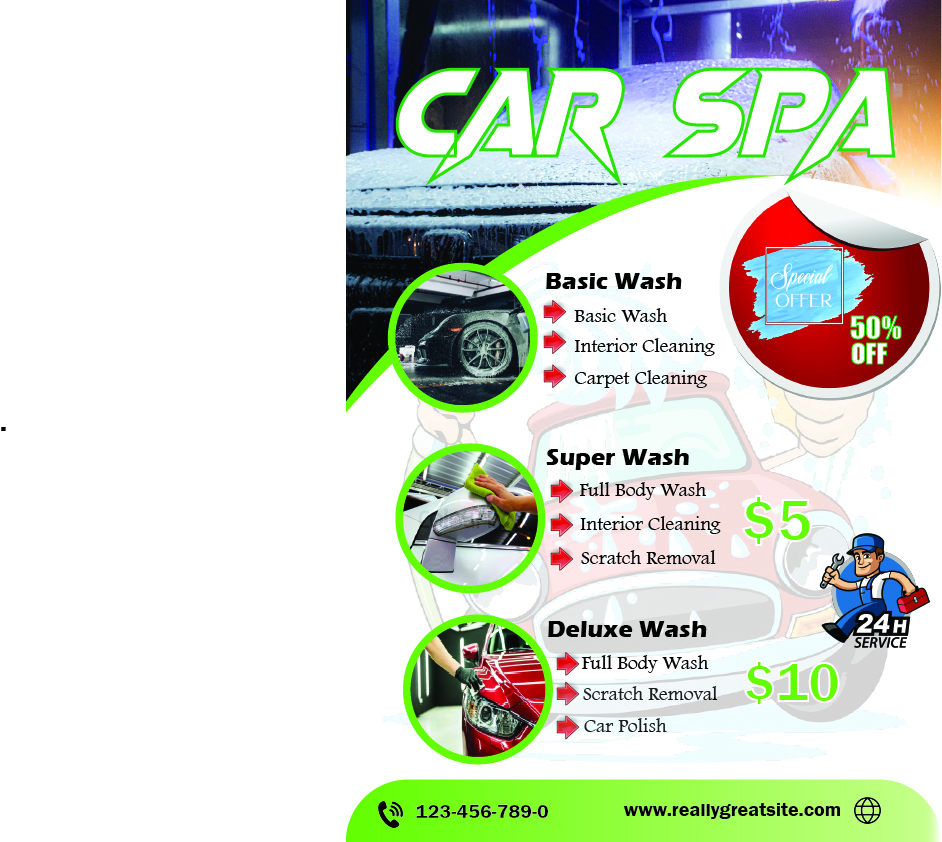 CAR SPA
Special
OFFER
50%
OFF
Basic Wash
Basic Wash
Interior Cleaning
Carpet Cleaning
.
Super Wash
Full Body Wash
Interior Cleaning
Scratch Removal
$5
24H
SERVICE
Deluxe Wash
Full Body Wash
Scratch Removal
Car Polish
$10
123-456-789-0
www.reallygreatsite.com